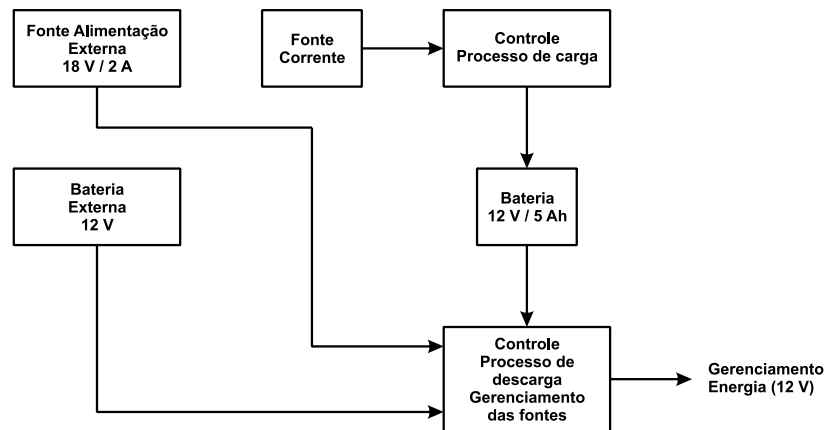 Fonte Alimentação
Externa
18 V / 2 A
Fonte
Corrente
Controle
Processo de carga
Bateria
Externa
12 V
Bateria
12 V / 5 Ah
Controle
Processo de
descarga
Gerenciamento
das fontes
Gerenciamento
Energia (12 V)